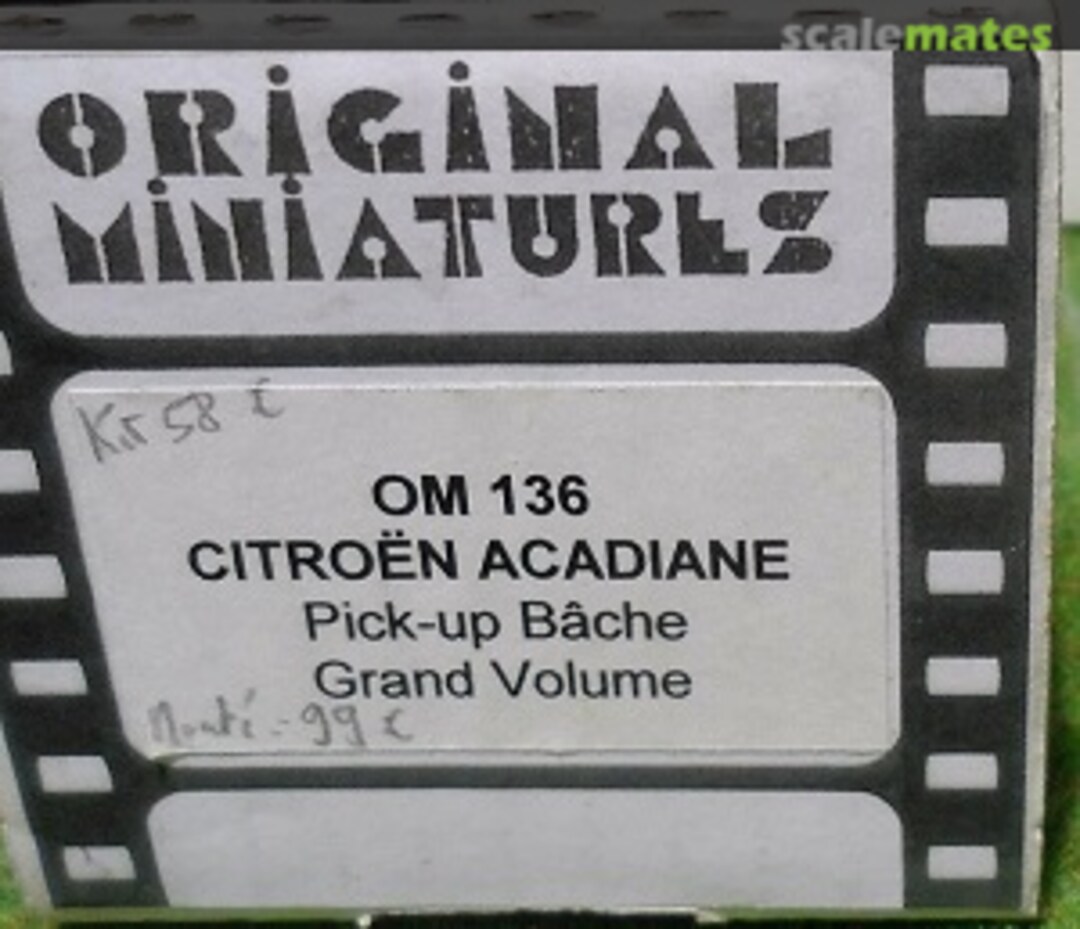 scalemates
ORIGINAL
MINIATURES
Kit 58 €
OM 136
CITROËN ACADIANE
Pick-up Bâche
Grand Volume
Monté - 99 €